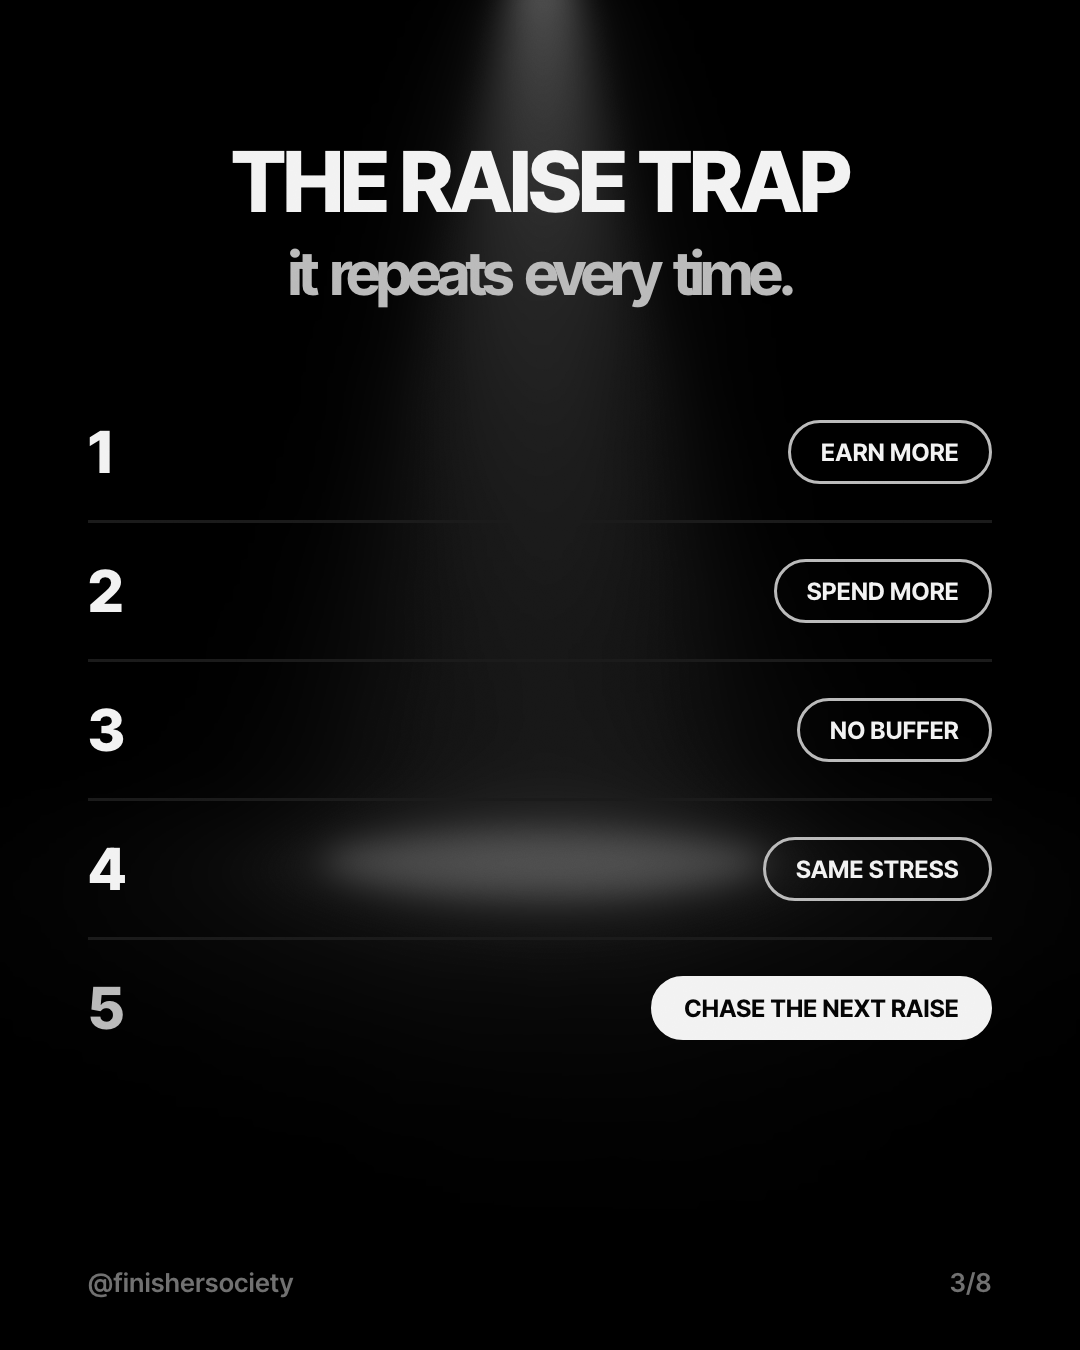 THE RAISE TRAP
it repeats every time.
1 EARN MORE
2 SPEND MORE
3 NO BUFFER
4 SAME STRESS
5 CHASE THE NEXT RAISE
@finishersociety 3/8